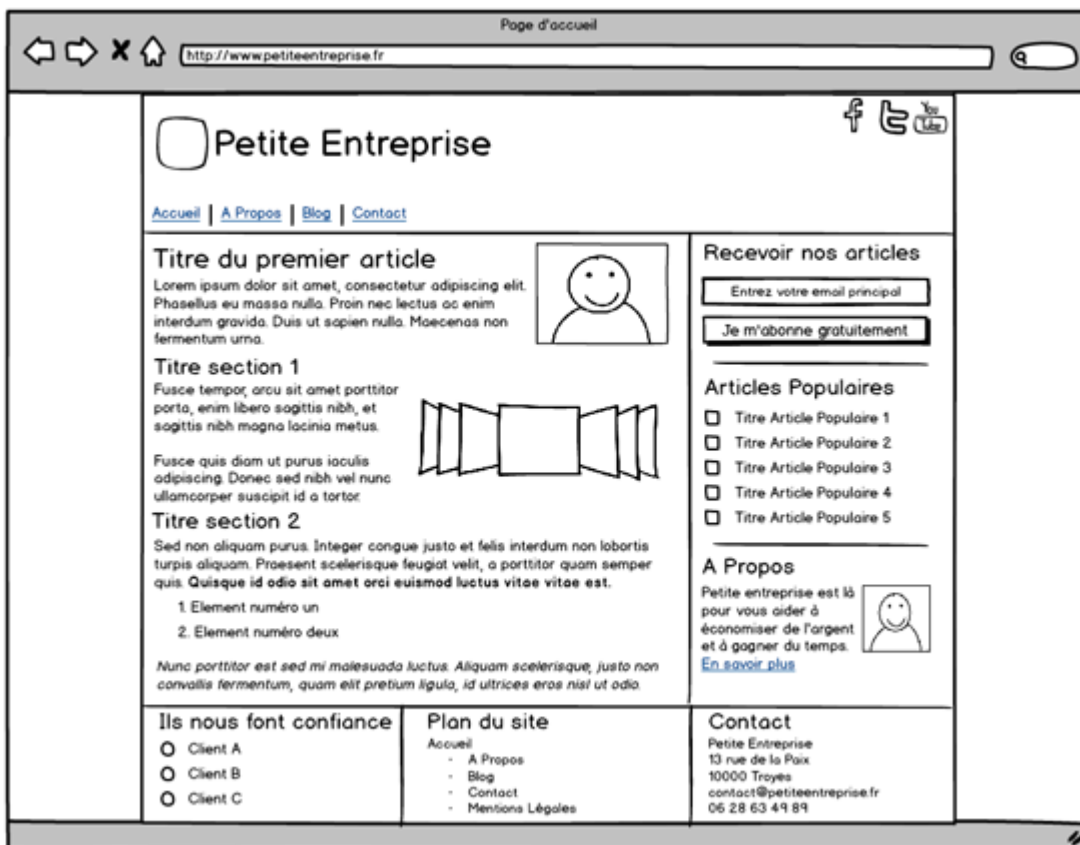 Page d'accueil
http://www.petiteentreprise.fr
f t You Tube
Petite Entreprise
Accueil | A Propos | Blog | Contact
Titre du premier article
Lorem ipsum dolor sit amet, consectetur adipiscing elit.
Phasellus eu massa nulla. Proin nec lectus ac enim
interdum gravida. Duis ut sapien nulla. Maecenas non
fermentum urna.
Titre section 1
Fusce tempor, arcu sit amet porttitor
porta, enim libero sagittis nibh, et
sagittis nibh magna lacinia metus.
Fusce quis diam ut purus iaculis
adipiscing. Donec sed nibh vel nunc
ullamcorper suscipit id a tortor.
Titre section 2
Sed non aliquam purus. Integer congue justo et felis interdum non lobortis
turpis aliquam. Praesent scelerisque feugiat velit, a porttitor quam semper
quis. Quisque id odio sit amet orci euismod luctus vitae vitae est.
1. Element numéro un
2. Element numéro deux
Nunc porttitor est sed mi malesuada luctus. Aliquam scelerisque, justo non
convallis fermentum, quam elit pretium ligula, id ultrices eros nisl ut odio.
Recevoir nos articles
Entrez votre email principal
Je m'abonne gratuitement
Articles Populaires
Titre Article Populaire 1
Titre Article Populaire 2
Titre Article Populaire 3
Titre Article Populaire 4
Titre Article Populaire 5
A Propos
Petite entreprise est là
pour vous aider à
économiser de l'argent
et à gagner du temps.
En savoir plus
Ils nous font confiance
Client A
Client B
Client C
Plan du site
Accueil
- A Propos
- Blog
- Contact
- Mentions Légales
Contact
Petite Entreprise
13 rue de la Paix
10000 Troyes
contact@petiteentreprise.fr
06 28 63 49 89